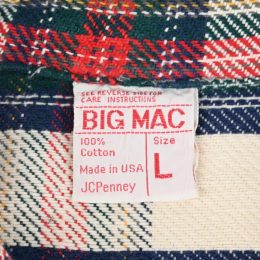 SEE REVERSE SIDE FOR
CARE INSTRUCTIONS
BIG MAC
100% Size
Cotton L
Made in USA
JCPenney